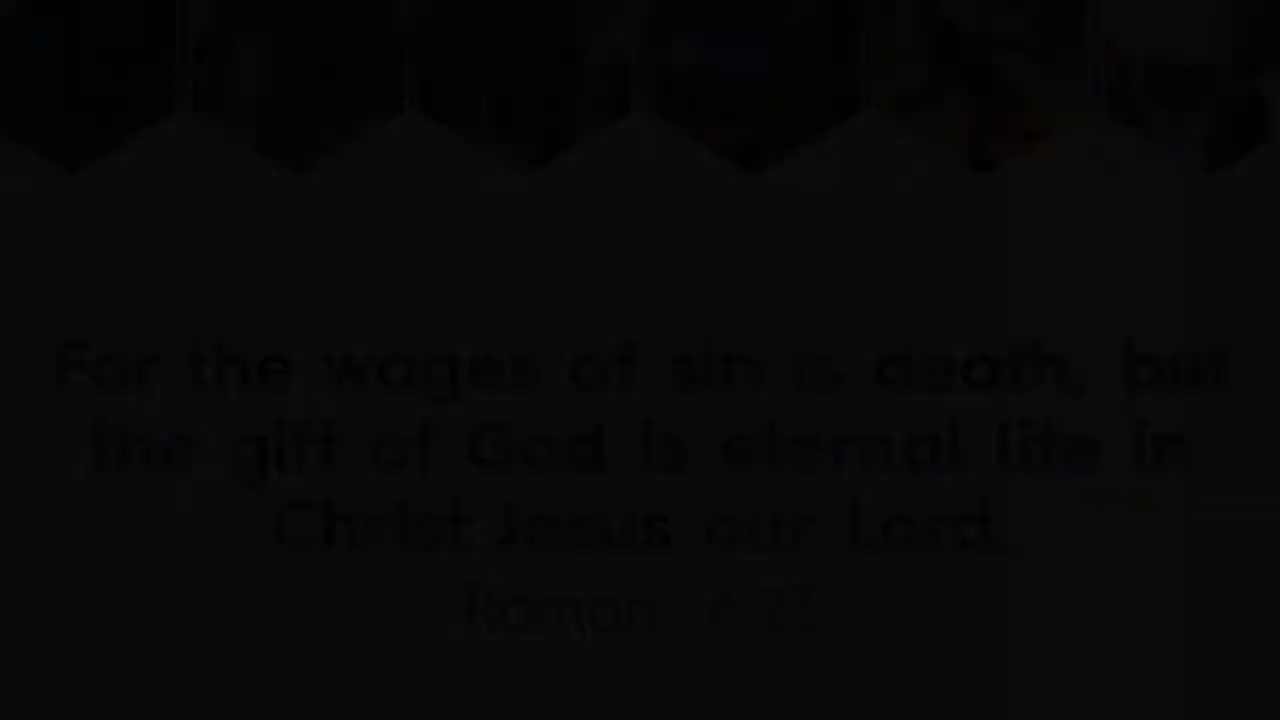 For the wages of sin is death, but
the gift of God is eternal life in
Christ Jesus our Lord.
Romans 6:23